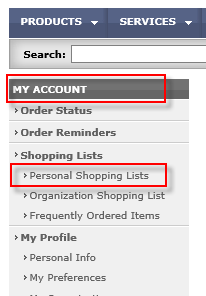 PRODUCTS SERVICES
Search:
MY ACCOUNT
Order Status
Order Reminders
Shopping Lists
Personal Shopping Lists
Organization Shopping List
Frequently Ordered Items
My Profile
Personal Info
My Preferences